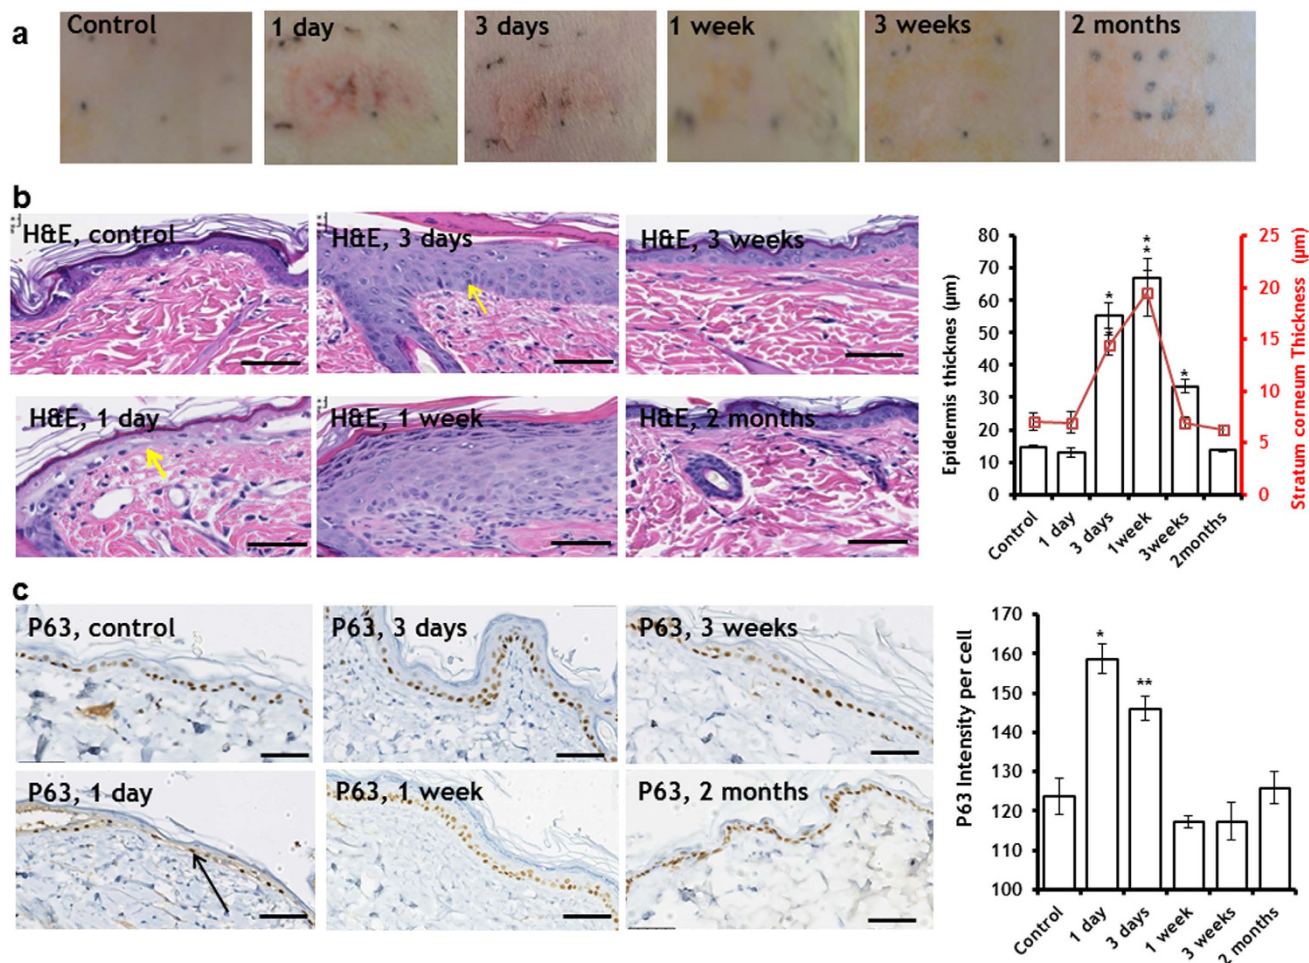 a
Control
1 day
3 days
1 week
3 weeks
2 months
b
H&E, control
H&E, 3 days
H&E, 3 weeks
H&E, 1 day
H&E, 1 week
H&E, 2 months
Epidermis thicknes (µm)
80
70
60
50
40
30
20
10
0
*
*
*
*
*
*
25
20
15
10
5
0
Stratum corneum Thickness (µm)
Control
1 day
3 days
1week
3weeks
2months
c
P63, control
P63, 3 days
P63, 3 weeks
P63, 1 day
P63, 1 week
P63, 2 months
P63 Intensity per cell
170
160
150
140
130
120
110
100
*
**
Control
1 day
3 days
1 week
3 weeks
2 months